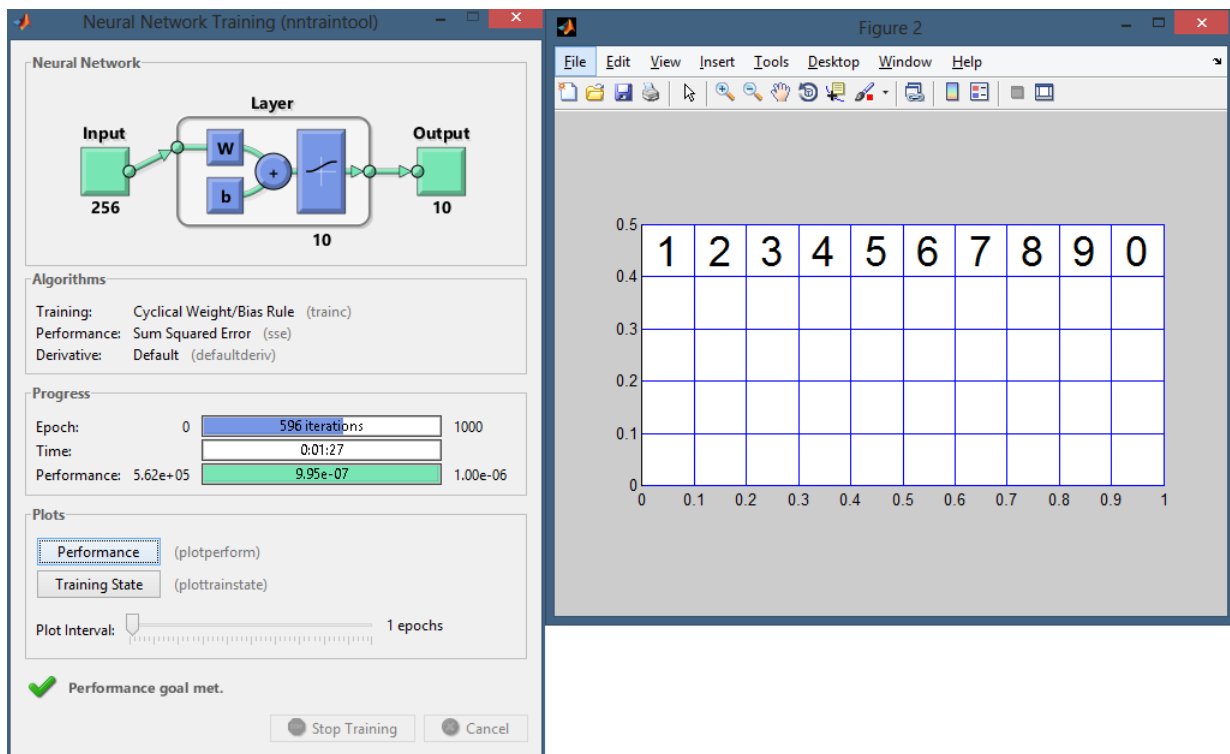 Neural Network Training (nntraintool)
Neural Network
Layer
Input
Output
W
b
+
256
10
10
Algorithms
Training: Cyclical Weight/Bias Rule (trainc)
Performance: Sum Squared Error (sse)
Derivative: Default (defaultderiv)
Progress
Epoch: 0 596 iterations 1000
Time: 0:01:27
Performance: 5.62e+05 9.95e-07 1.00e-06
Plots
Performance (plotperform)
Training State (plottrainstate)
Plot Interval: 1 epochs
Performance goal met.
Stop Training Cancel
Figure 2
File Edit View Insert Tools Desktop Window Help
0.5
1 2 3 4 5 6 7 8 9 0
0.4
0.3
0.2
0.1
0
0 0.1 0.2 0.3 0.4 0.5 0.6 0.7 0.8 0.9 1